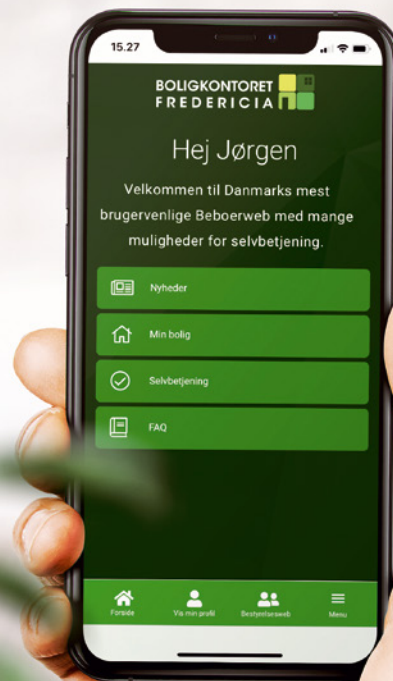 15.27
BOLIGKONTORET
FREDERICIA
Hej Jørgen
Velkommen til Danmarks mest
brugervenlige Beboerweb med mange
muligheder for selvbetjening.
Nyheder
Min bolig
Selvbetjening
FAQ
Forside Vis min profil Bestyrelsesweb Menu